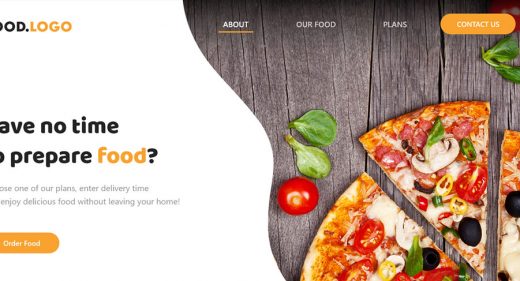 OOD.LOGO
ABOUT
OUR FOOD
PLANS
CONTACT US
ave no time
o prepare food?
ose one of our plans, enter delivery time
enjoy delicious food without leaving your home!
Order Food